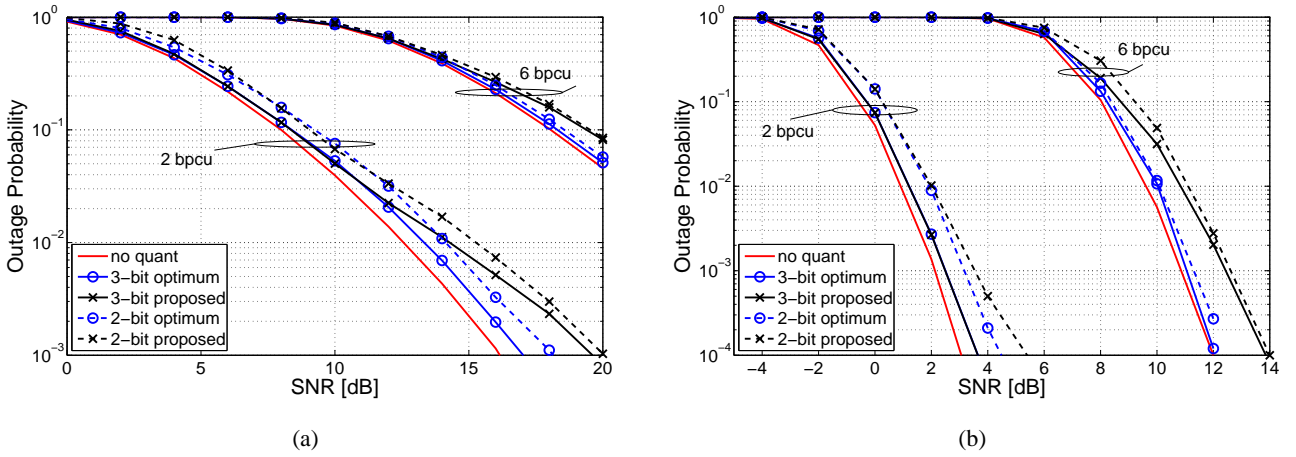 Outage Probability
10^0
10^-1
10^-2
10^-3
0
5
10
15
20
SNR [dB]
6 bpcu
2 bpcu
no quant
3−bit optimum
3−bit proposed
2−bit optimum
2−bit proposed
(a)
Outage Probability
10^0
10^-1
10^-2
10^-3
10^-4
−4
−2
0
2
4
6
8
10
12
14
SNR [dB]
6 bpcu
2 bpcu
no quant
3−bit optimum
3−bit proposed
2−bit optimum
2−bit proposed
(b)